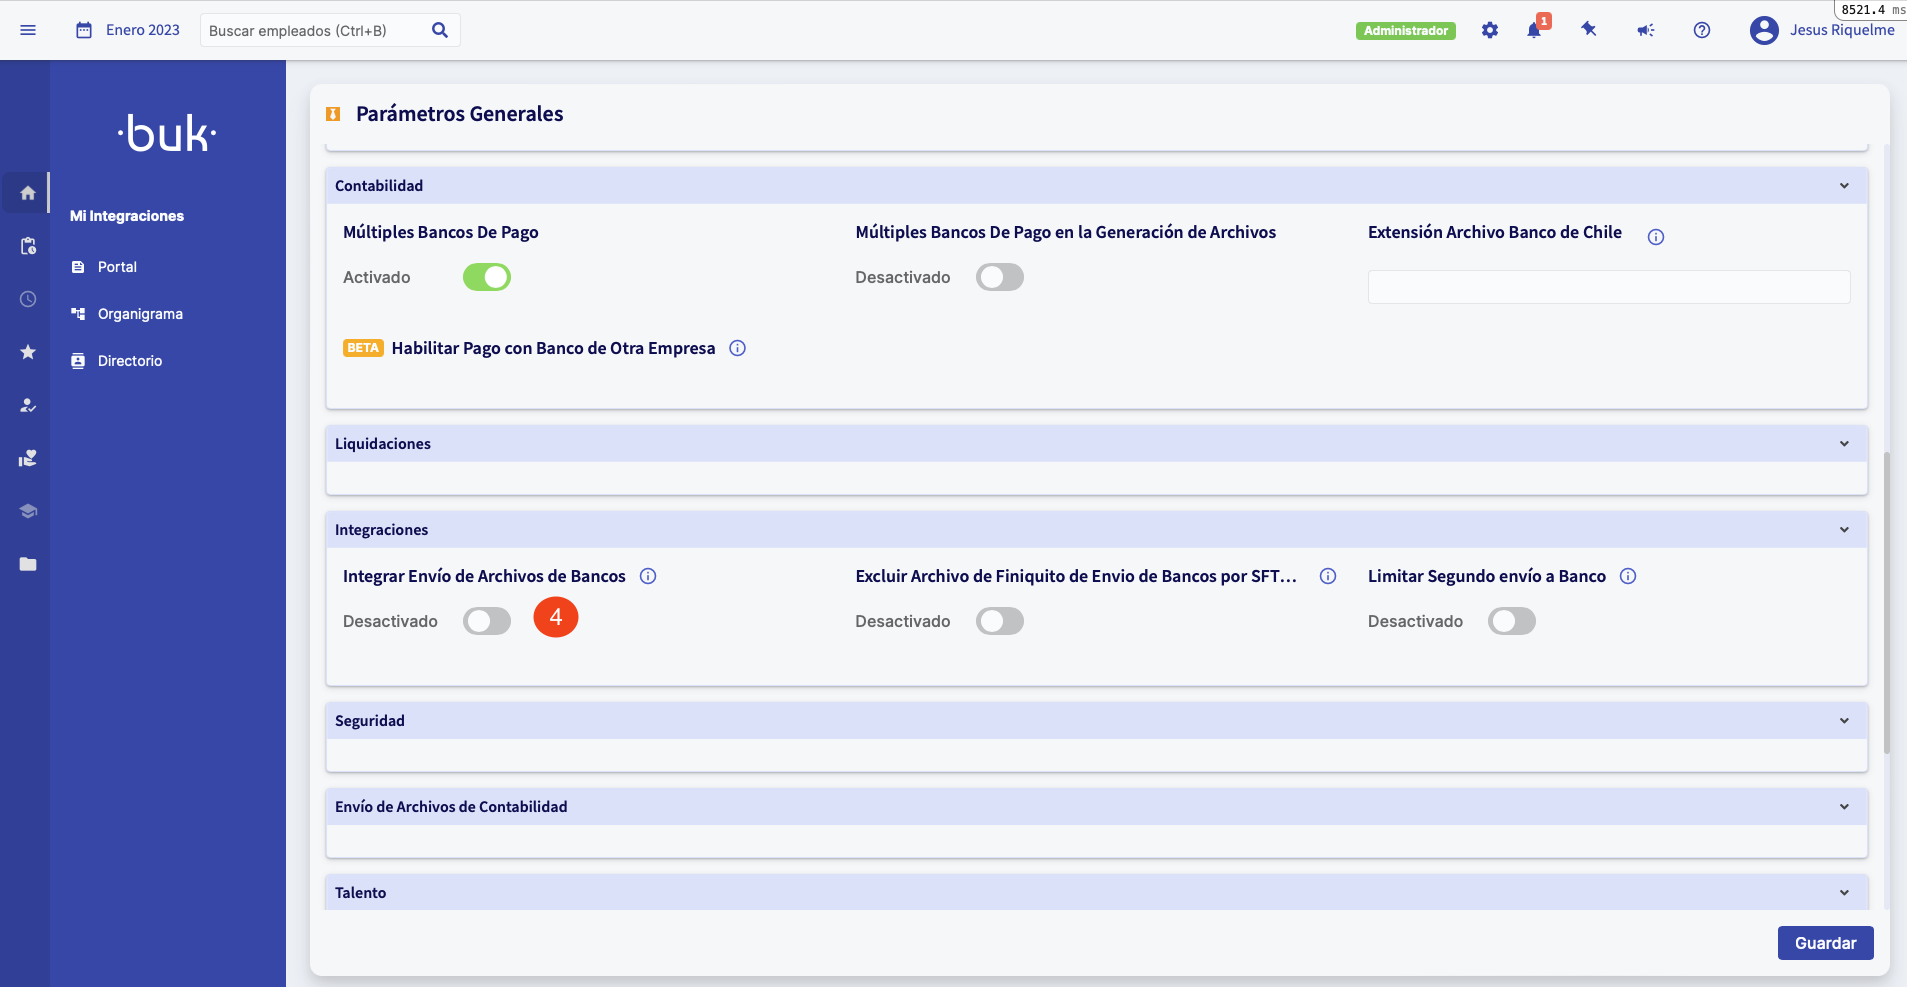 8521.4 ms
Enero 2023
Buscar empleados (Ctrl+B)
Administrador
1
Jesus Riquelme
·buk·
Mi Integraciones
Portal
Organigrama
Directorio
Parámetros Generales
Contabilidad
Múltiples Bancos De Pago
Múltiples Bancos De Pago en la Generación de Archivos
Extensión Archivo Banco de Chile
Activado
Desactivado
BETA Habilitar Pago con Banco de Otra Empresa
Liquidaciones
Integraciones
Integrar Envío de Archivos de Bancos
Excluir Archivo de Finiquito de Envio de Bancos por SFT...
Limitar Segundo envío a Banco
Desactivado
4
Desactivado
Desactivado
Seguridad
Envío de Archivos de Contabilidad
Talento
Guardar